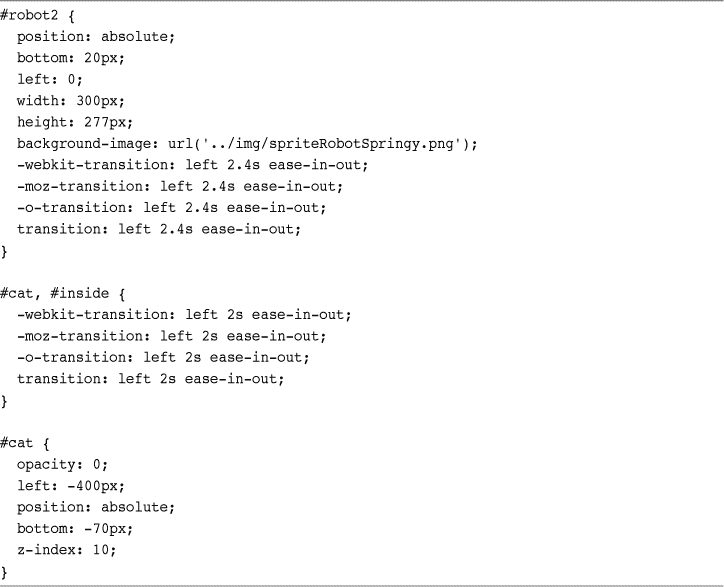 #robot2 {
  position: absolute;
  bottom: 20px;
  left: 0;
  width: 300px;
  height: 277px;
  background-image: url('../img/spriteRobotSpringy.png');
  -webkit-transition: left 2.4s ease-in-out;
  -moz-transition: left 2.4s ease-in-out;
  -o-transition: left 2.4s ease-in-out;
  transition: left 2.4s ease-in-out;
}

#cat, #inside {
  -webkit-transition: left 2s ease-in-out;
  -moz-transition: left 2s ease-in-out;
  -o-transition: left 2s ease-in-out;
  transition: left 2s ease-in-out;
}

#cat {
  opacity: 0;
  left: -400px;
  position: absolute;
  bottom: -70px;
  z-index: 10;
}